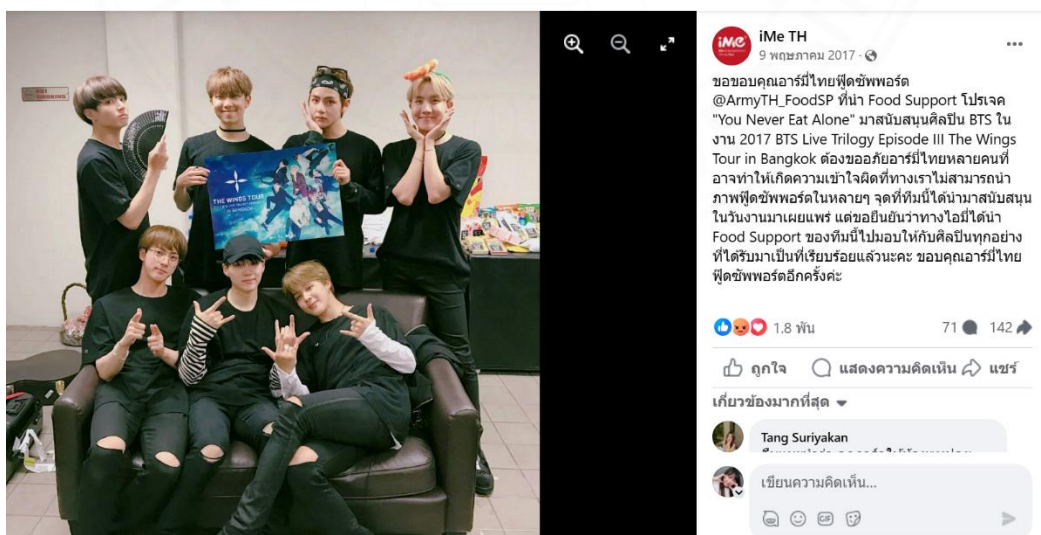 THE WINGS TOUR
IN BANGKOK
iMe
iMe TH
9 พฤษภาคม 2017 ·
ขอขอบคุณอาร์มี่ไทยฟู้ดซัพพอร์ต
@ArmyTH_FoodSP ที่นำ Food Support โปรเจค
"You Never Eat Alone" มาสนับสนุนศิลปิน BTS ใน
งาน 2017 BTS Live Trilogy Episode III The Wings
Tour in Bangkok ต้องขออภัยอาร์มี่ไทยหลายคนที่
อาจทำให้เกิดความเข้าใจผิดที่ทางเราไม่สามารถนำ
ภาพฟู้ดซัพพอร์ตในหลายๆ จุดที่ทีมนี้ได้นำมาสนับสนุน
ในวันงานมาเผยแพร่ แต่ขอยืนยันว่าทางไอมี่ได้นำ
Food Support ของทีมนี้ไปมอบให้กับศิลปินทุกอย่าง
ที่ได้รับมาเป็นที่เรียบร้อยแล้วนะคะ ขอบคุณอาร์มี่ไทย
ฟู้ดซัพพอร์ตอีกครั้งค่ะ
1.8 พัน 71 142
ถูกใจ แสดงความคิดเห็น แชร์
เกี่ยวข้องมากที่สุด
Tang Suriyakan
เขียนความคิดเห็น...
GIF